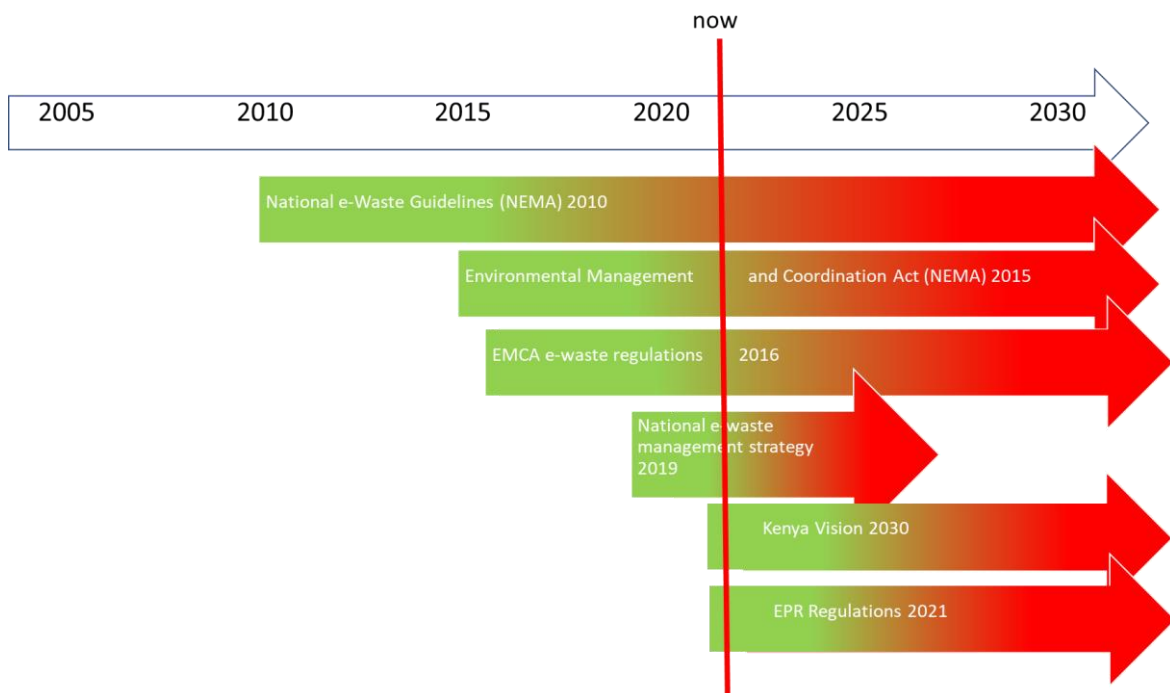 now
2005 2010 2015 2020 2025 2030
National e-Waste Guidelines (NEMA) 2010
Environmental Management and Coordination Act (NEMA) 2015
EMCA e-waste regulations 2016
National e-waste
management strategy
2019
Kenya Vision 2030
EPR Regulations 2021